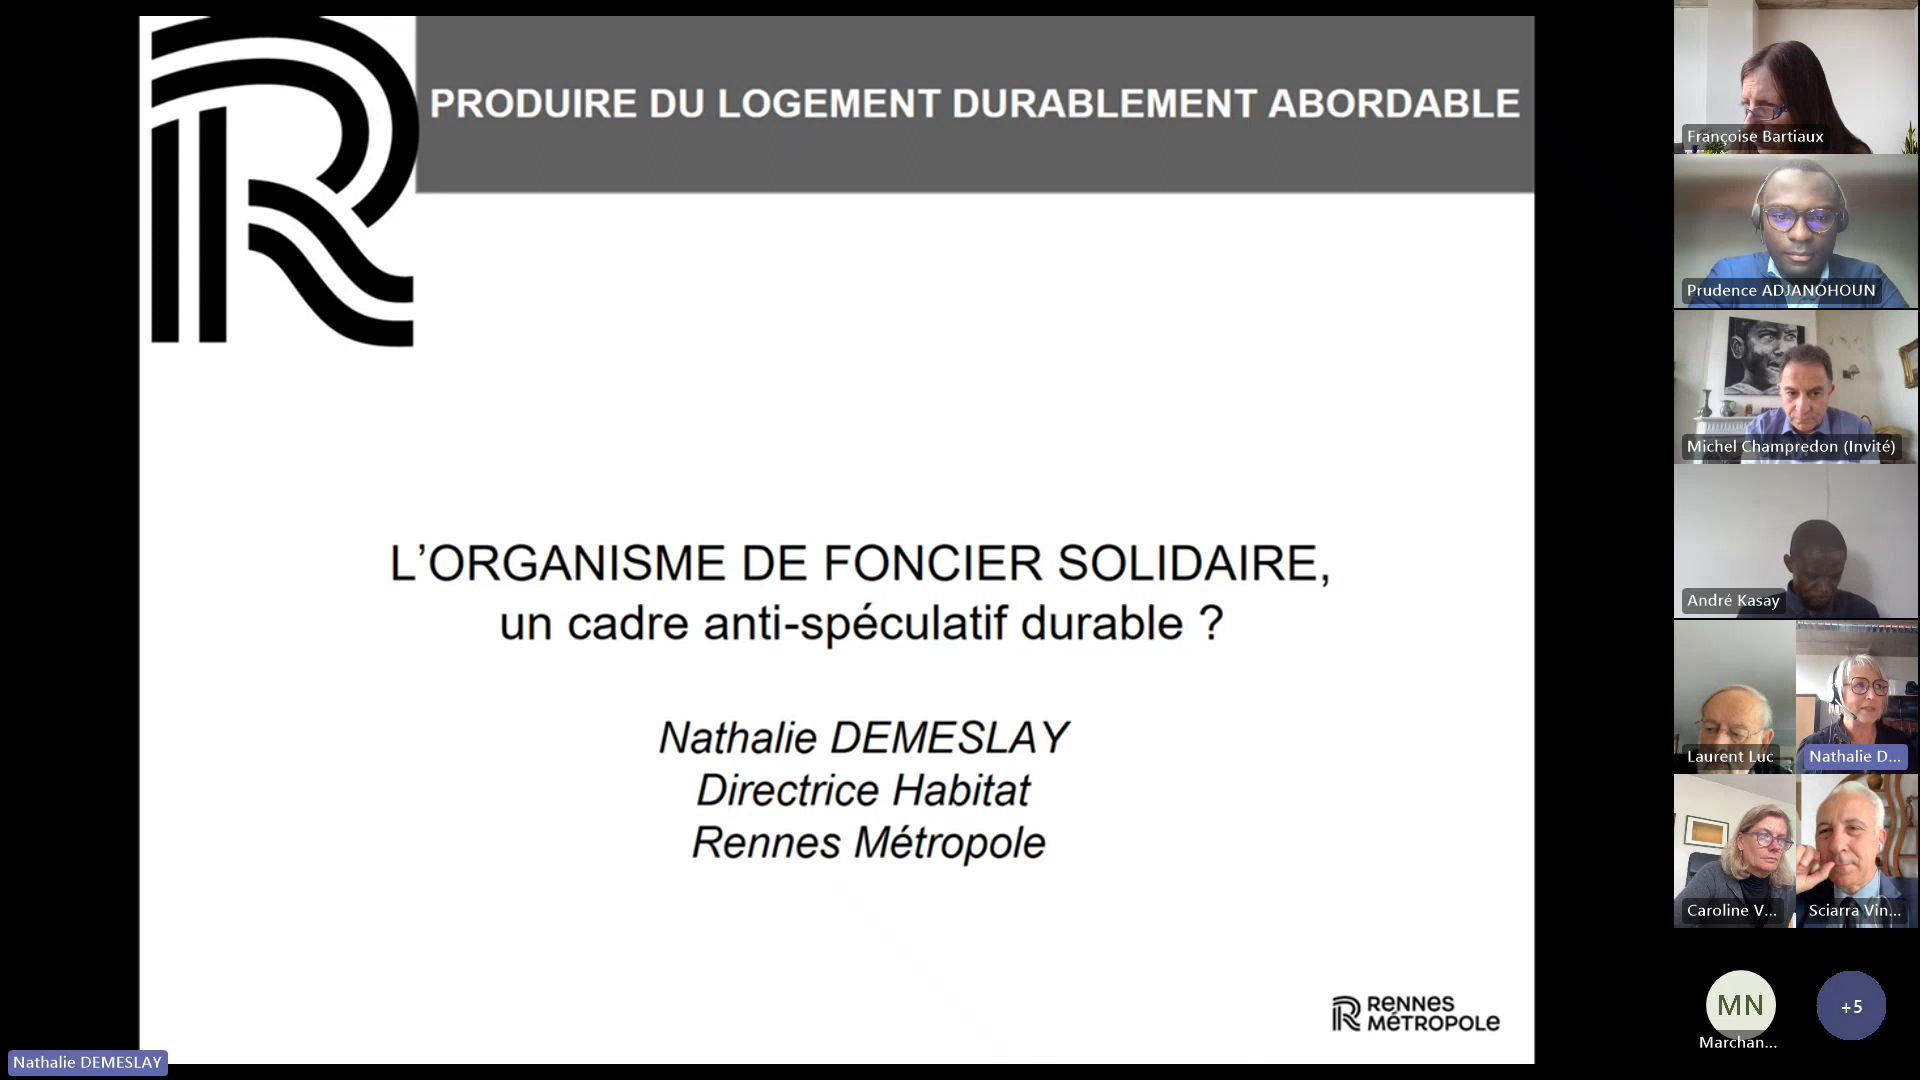 PRODUIRE DU LOGEMENT DURABLEMENT ABORDABLE
L’ORGANISME DE FONCIER SOLIDAIRE,
un cadre anti-spéculatif durable ?
Nathalie DEMESLAY
Directrice Habitat
Rennes Métropole
RENNES
MÉTROPOLE
Nathalie DEMESLAY
Françoise Bartiaux
Prudence ADJANOHOUN
Michel Champredon (Invité)
André Kasay
Laurent Luc
Nathalie D...
Caroline V...
Sciarra Vin...
MN
+5
Marchan...